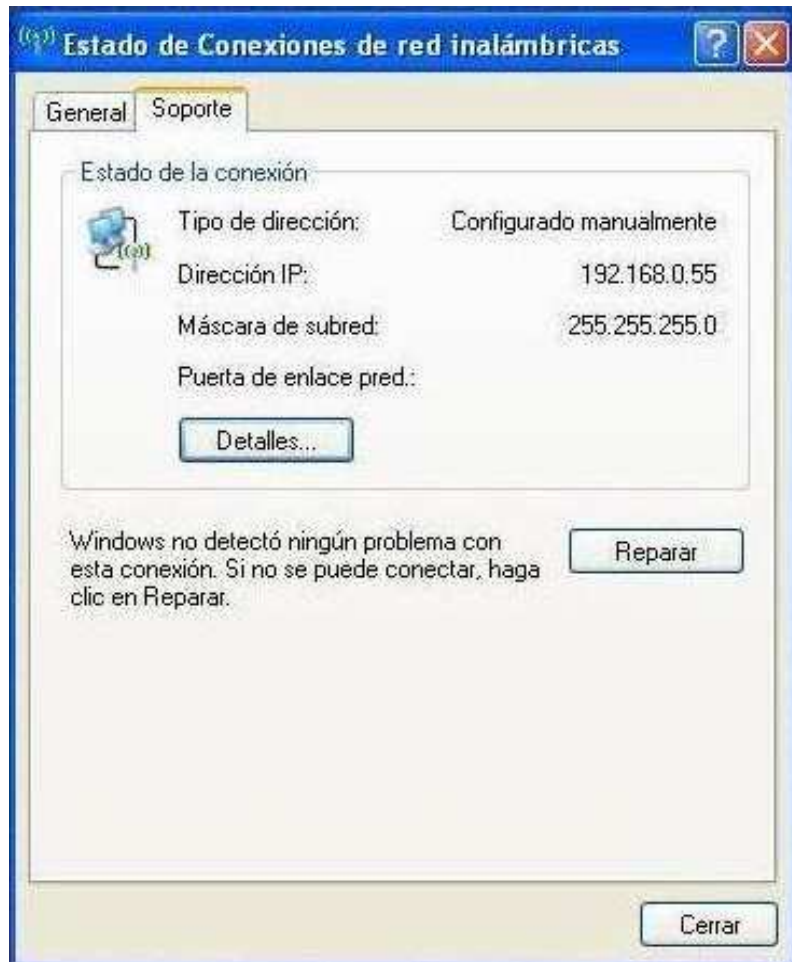 Estado de Conexiones de red inalámbricas
General
Soporte
Estado de la conexión
Tipo de dirección: Configurado manualmente
Dirección IP: 192.168.0.55
Máscara de subred: 255.255.255.0
Puerta de enlace pred.:
Detalles...
Windows no detectó ningún problema con
esta conexión. Si no se puede conectar, haga
clic en Reparar.
Reparar
Cerrar